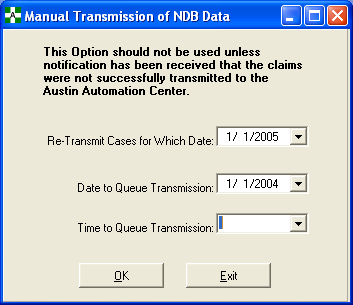 Manual Transmission of NDB Data
This Option should not be used unless
notification has been received that the claims
were not successfully transmitted to the
Austin Automation Center.
Re-Transmit Cases for Which Date: 1/ 1/2005
Date to Queue Transmission: 1/ 1/2004
Time to Queue Transmission:
OK Exit